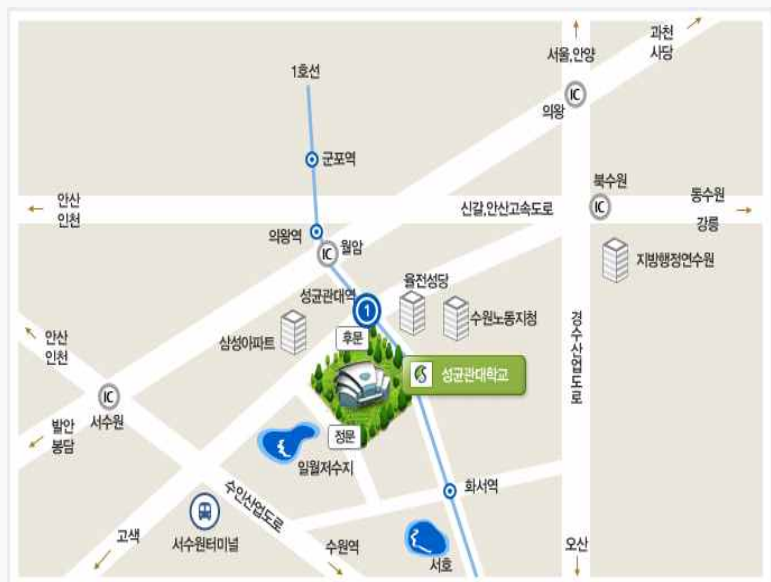 과천
사당
서울,안양
1호선
IC
의왕
군포역
북수원
안산
인천
신갈,안산고속도로
IC
동수원
강릉
의왕역
IC
월암
지방행정연수원
율전성당
성균관대역
1
수원노동지청
경수산업도로
안산
인천
삼성아파트
후문
성균관대학교
IC
서수원
발안
봉담
정문
일월저수지
화서역
수인산업도로
고색
서수원터미널
수원역
서호
오산